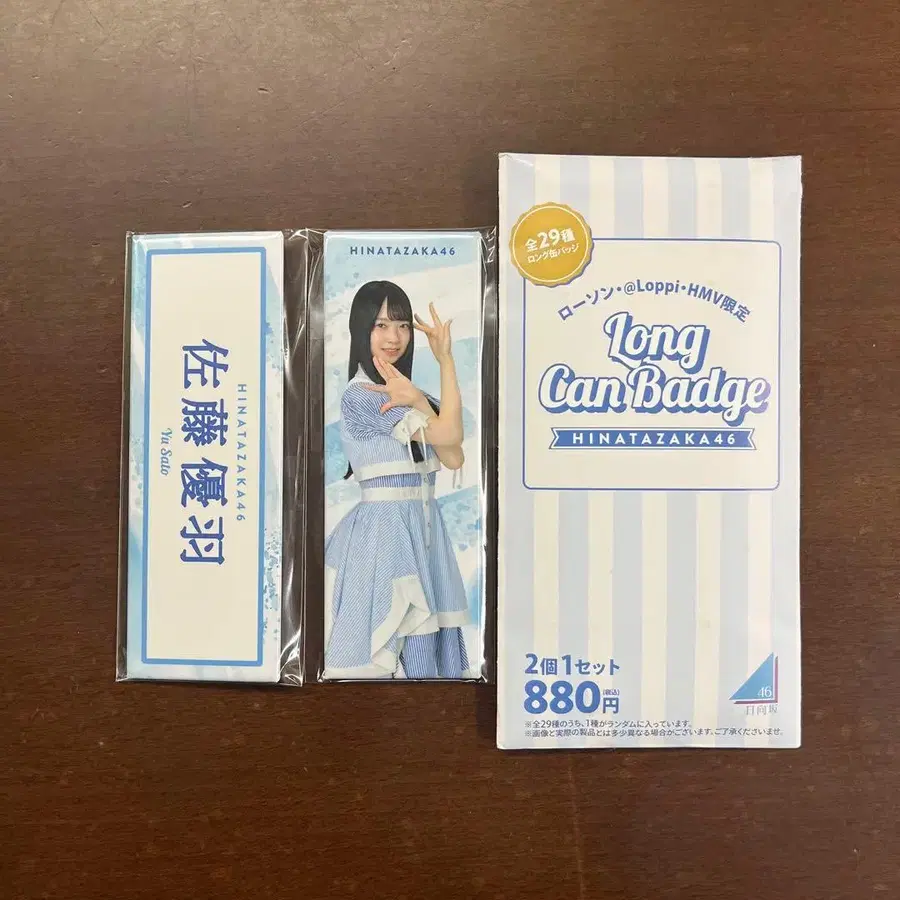 HINATAZAKA46
佐藤優羽
Yu Sato
HINATAZAKA46
全29種
ロング缶バッジ
ローソン・@Loppi・HMV限定
Long
Can Badge
HINATAZAKA46
2個1セット
880円(税込)
※全29種のうち、1種がランダムに入っています。
※画像と実際の製品とは多少異なる場合がございます。ご了承くださいませ。
46
日向坂